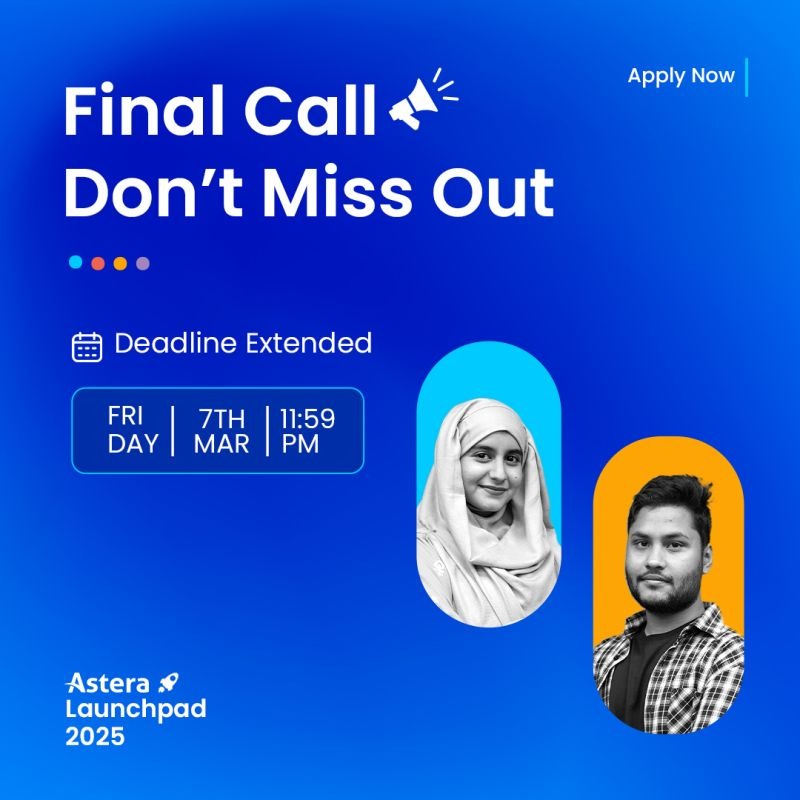 Apply Now
Final Call
Don't Miss Out
Deadline Extended
FRI DAY | 7TH MAR | 11:59 PM
Astera
Launchpad
2025